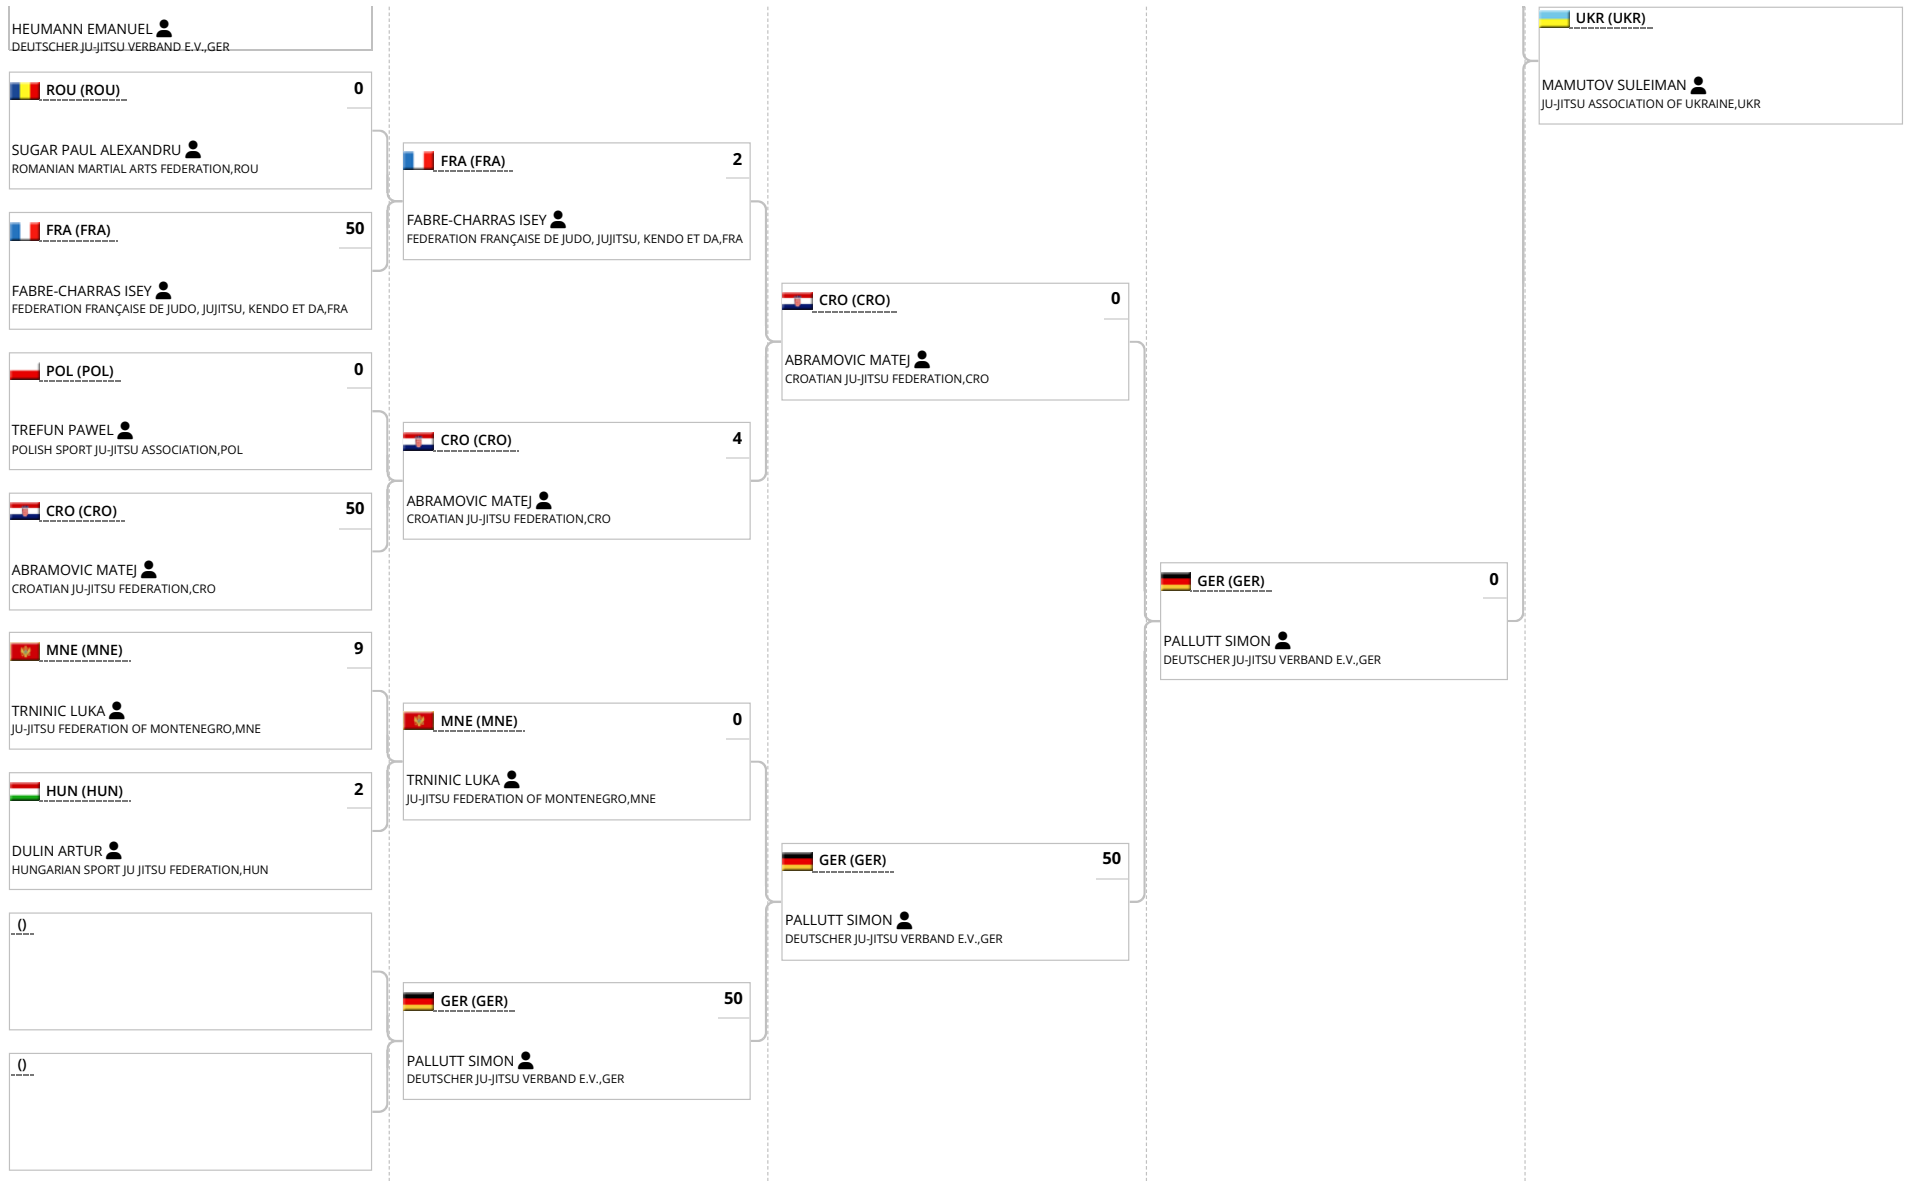 HEUMANN EMANUEL
DEUTSCHER JU-JITSU VERBAND E.V.,GER
ROU (ROU) 0
SUGAR PAUL ALEXANDRU
ROMANIAN MARTIAL ARTS FEDERATION,ROU
FRA (FRA) 50
FABRE-CHARRAS ISEY
FEDERATION FRANÇAISE DE JUDO, JUJITSU, KENDO ET DA,FRA
POL (POL) 0
TREFUN PAWEL
POLISH SPORT JU-JITSU ASSOCIATION,POL
CRO (CRO) 50
ABRAMOVIC MATEJ
CROATIAN JU-JITSU FEDERATION,CRO
MNE (MNE) 9
TRNINIC LUKA
JU-JITSU FEDERATION OF MONTENEGRO,MNE
HUN (HUN) 2
DULIN ARTUR
HUNGARIAN SPORT JU JITSU FEDERATION,HUN
()
()
FRA (FRA) 2
FABRE-CHARRAS ISEY
FEDERATION FRANÇAISE DE JUDO, JUJITSU, KENDO ET DA,FRA
CRO (CRO) 4
ABRAMOVIC MATEJ
CROATIAN JU-JITSU FEDERATION,CRO
MNE (MNE) 0
TRNINIC LUKA
JU-JITSU FEDERATION OF MONTENEGRO,MNE
GER (GER) 50
PALLUTT SIMON
DEUTSCHER JU-JITSU VERBAND E.V.,GER
CRO (CRO) 0
ABRAMOVIC MATEJ
CROATIAN JU-JITSU FEDERATION,CRO
GER (GER) 50
PALLUTT SIMON
DEUTSCHER JU-JITSU VERBAND E.V.,GER
GER (GER) 0
PALLUTT SIMON
DEUTSCHER JU-JITSU VERBAND E.V.,GER
UKR (UKR)
MAMUTOV SULEIMAN
JU-JITSU ASSOCIATION OF UKRAINE,UKR